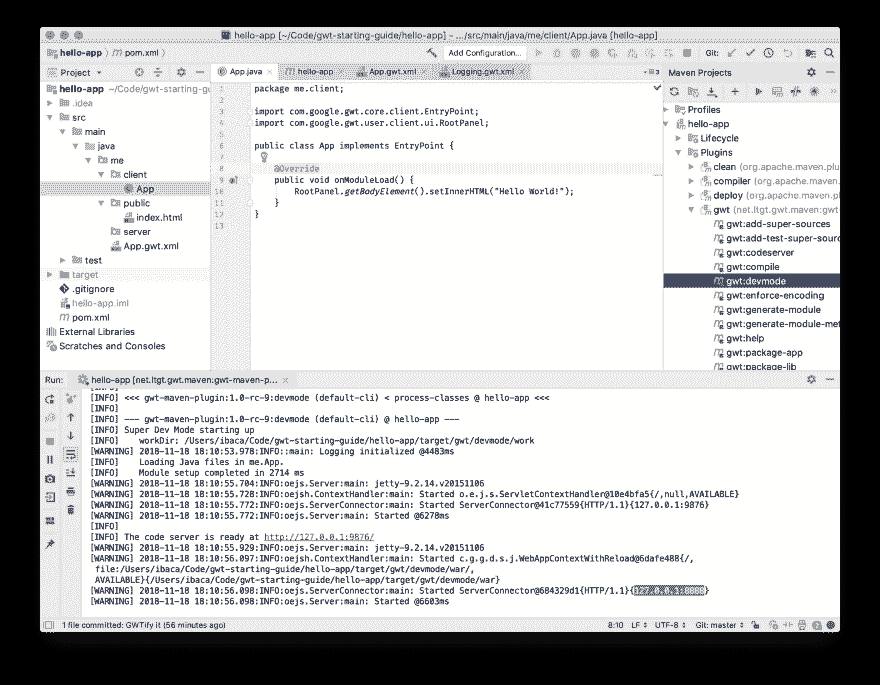 hello-app [~/Code/gwt-starting-guide/hello-app] - .../src/main/java/me/client/App.java [hello-app]
hello-app  pom.xml  Add Configuration...  Git:
Project  App.java  hello-app  App.gwt.xml  Logging.gwt.xml  Maven Projects
hello-app ~/Code/gwt-starting-gu
.idea
src
main
java
me
client
App
public
index.html
server
App.gwt.xml
test
target
.gitignore
hello-app.iml
pom.xml
External Libraries
Scratches and Consoles
1 package me.client;
2
3 import com.google.gwt.core.client.EntryPoint;
4 import com.google.gwt.user.client.ui.RootPanel;
5
6 public class App implements EntryPoint {
7
8 @Override
9 public void onModuleLoad() {
10 RootPanel.getBodyElement().setInnerHTML("Hello World!");
11 }
12 }
13
Profiles
hello-app
Lifecycle
Plugins
clean (org.apache.maven.plu
compiler (org.apache.maven
deploy (org.apache.maven.pl
gwt (net.ltgt.gwt.maven:gwt
gwt:add-super-sources
gwt:add-test-super-sourc
gwt:codeserver
gwt:compile
gwt:devmode
gwt:enforce-encoding
gwt:generate-module
gwt:generate-module-met
gwt:help
gwt:package-app
gwt:package-lib
Run: hello-app [net.ltgt.gwt.maven:gwt-maven-p...
[INFO]
[INFO] <<< gwt-maven-plugin:1.0-rc-9:devmode (default-cli) < process-classes @ hello-app <<<
[INFO]
[INFO] --- gwt-maven-plugin:1.0-rc-9:devmode (default-cli) @ hello-app ---
[INFO] Super Dev Mode starting up
[INFO] workDir: /Users/ibaca/Code/gwt-starting-guide/hello-app/target/gwt/devmode/work
[WARNING] 2018-11-18 18:10:53.978:INFO::main: Logging initialized @4483ms
[INFO] Loading Java files in me.App.
[INFO] Module setup completed in 2714 ms
[WARNING] 2018-11-18 18:10:55.704:INFO:oejs.Server:main: jetty-9.2.14.v20151106
[WARNING] 2018-11-18 18:10:55.728:INFO:oejsh.ContextHandler:main: Started o.e.j.s.ServletContextHandler@10e4bfa5{/,null,AVAILABLE}
[WARNING] 2018-11-18 18:10:55.772:INFO:oejs.ServerConnector:main: Started ServerConnector@41c77559{HTTP/1.1}{127.0.0.1:9876}
[WARNING] 2018-11-18 18:10:55.772:INFO:oejs.Server:main: Started @6278ms
[INFO]
[INFO] The code server is ready at http://127.0.0.1:9876/
[WARNING] 2018-11-18 18:10:55.929:INFO:oejs.Server:main: jetty-9.2.14.v20151106
[WARNING] 2018-11-18 18:10:56.097:INFO:oejsh.ContextHandler:main: Started c.g.g.d.s.j.WebAppContextWithReload@6dafe488{/,
file:/Users/ibaca/Code/gwt-starting-guide/hello-app/target/gwt/devmode/war/,
AVAILABLE}{/Users/ibaca/Code/gwt-starting-guide/hello-app/target/gwt/devmode/war}
[WARNING] 2018-11-18 18:10:56.098:INFO:oejs.ServerConnector:main: Started ServerConnector@684329d1{HTTP/1.1}{127.0.0.1:8888}
[WARNING] 2018-11-18 18:10:56.098:INFO:oejs.Server:main: Started @6603ms
1 file committed: GWTify it (56 minutes ago)  8:10  LF  UTF-8  Git: master